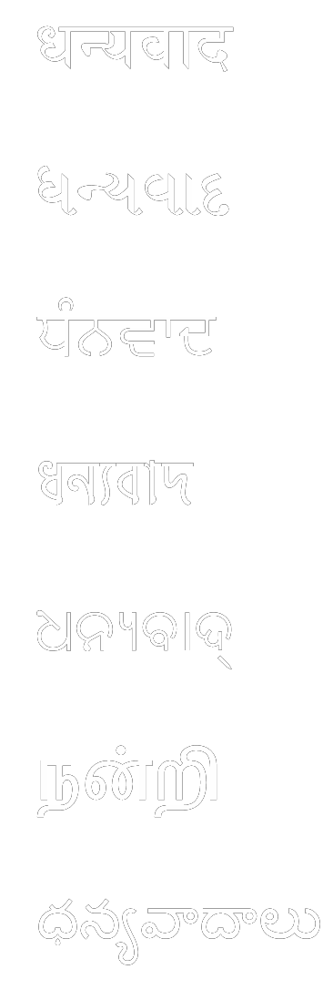 धन्यवाद
ધન્યવાદ
ਧੰਨਵਾਦ
ধন্যবাদ
ଧନ୍ୟବାଦ୍
நன்றி
ధన్యవాదాలు